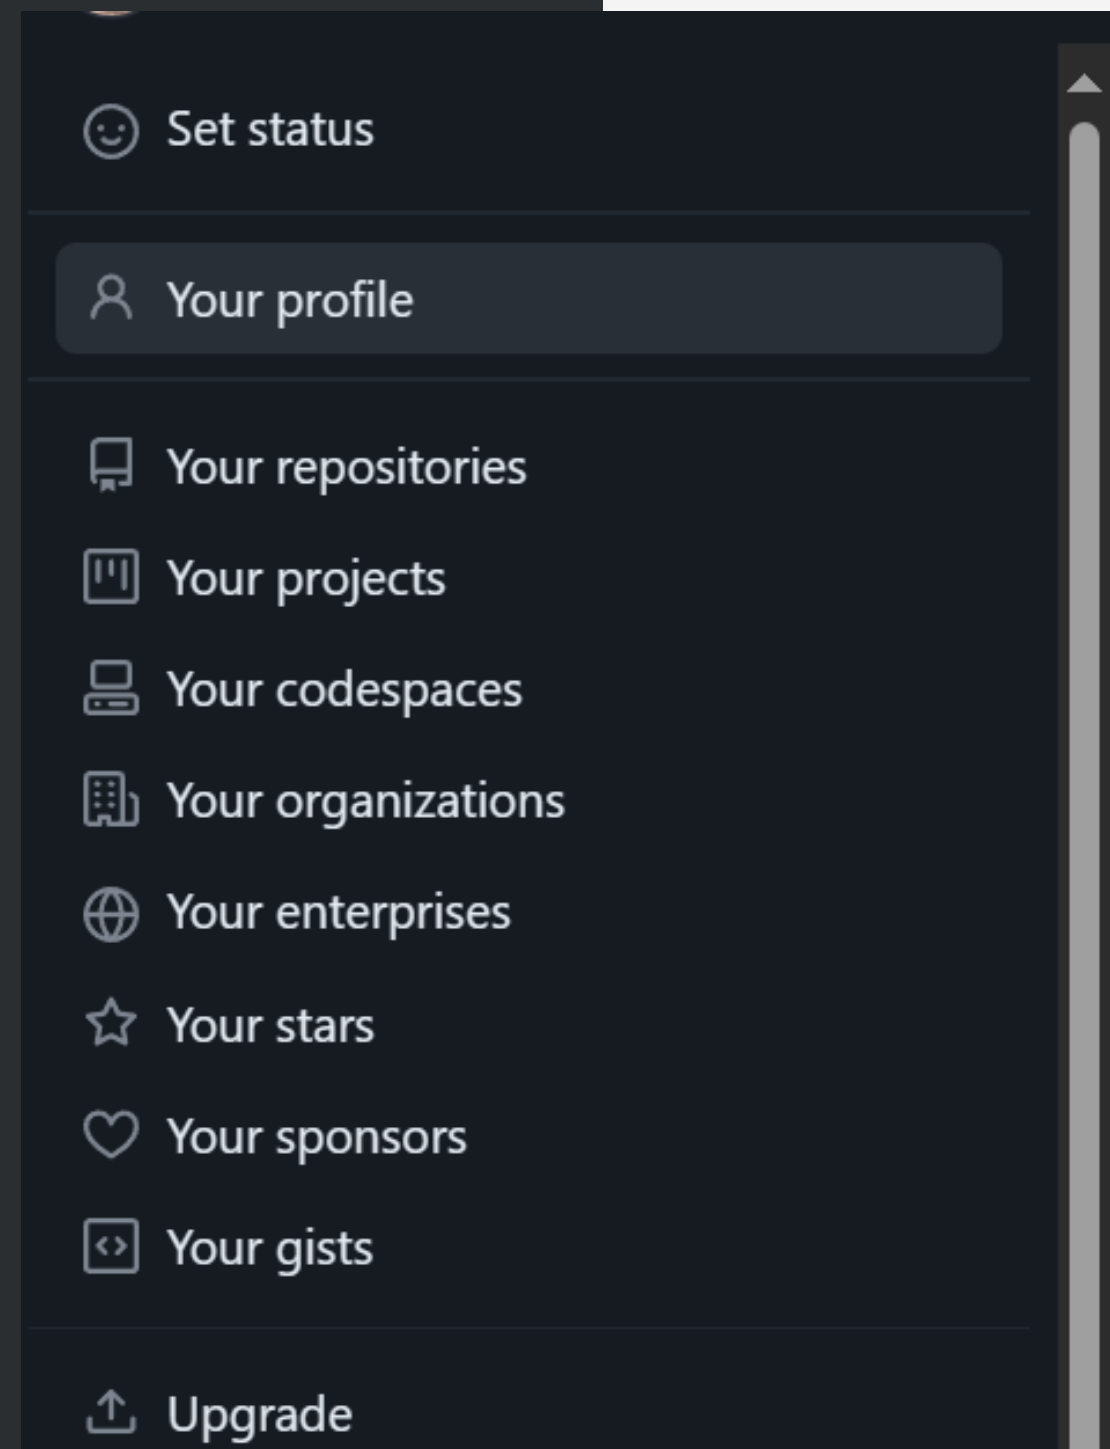 Set status
Your profile
Your repositories
Your projects
Your codespaces
Your organizations
Your enterprises
Your stars
Your sponsors
Your gists
Upgrade